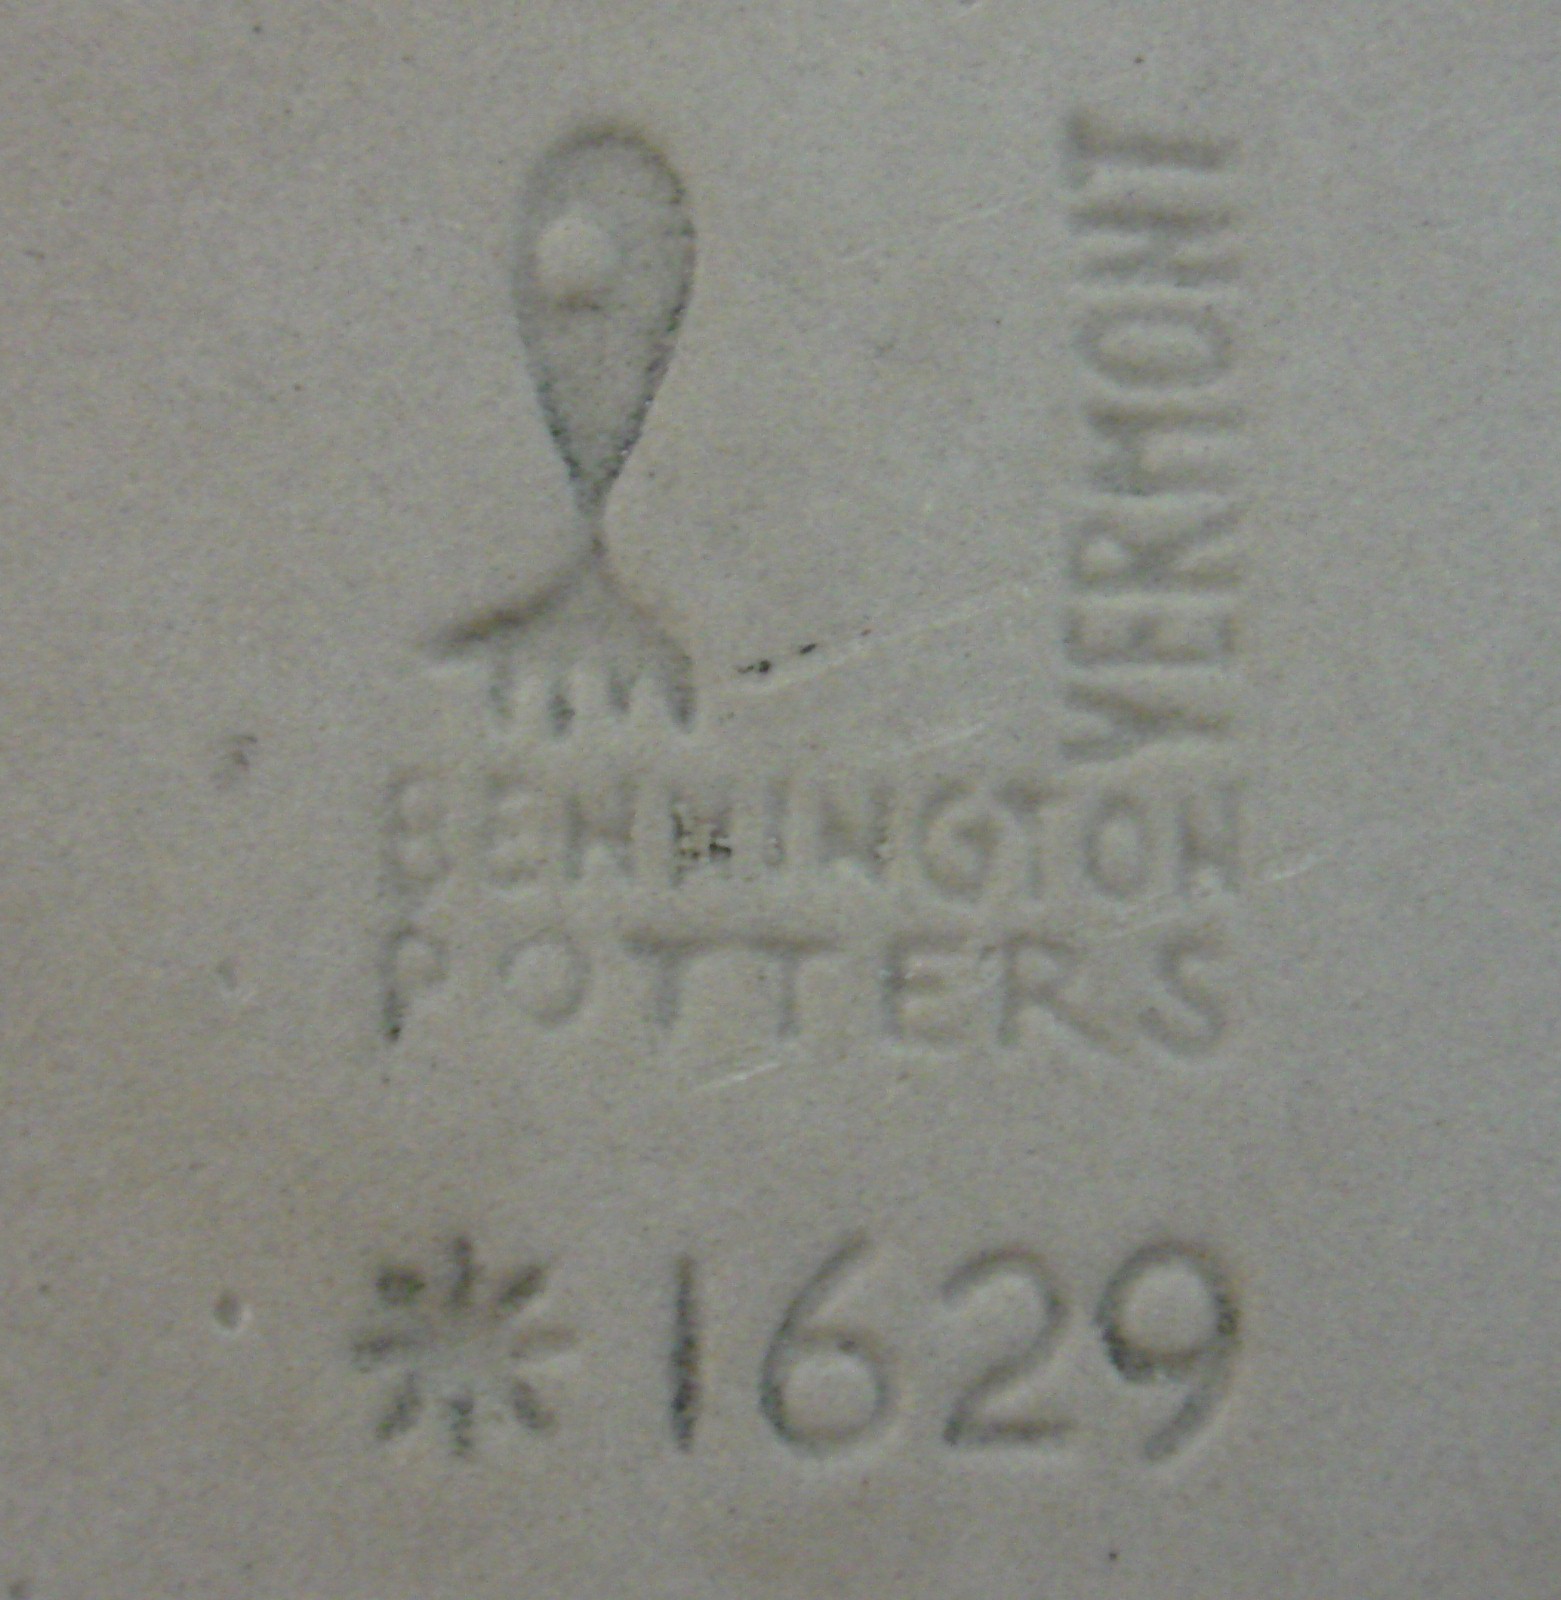 VERMONT
BENNINGTON
POTTERS
* 1629